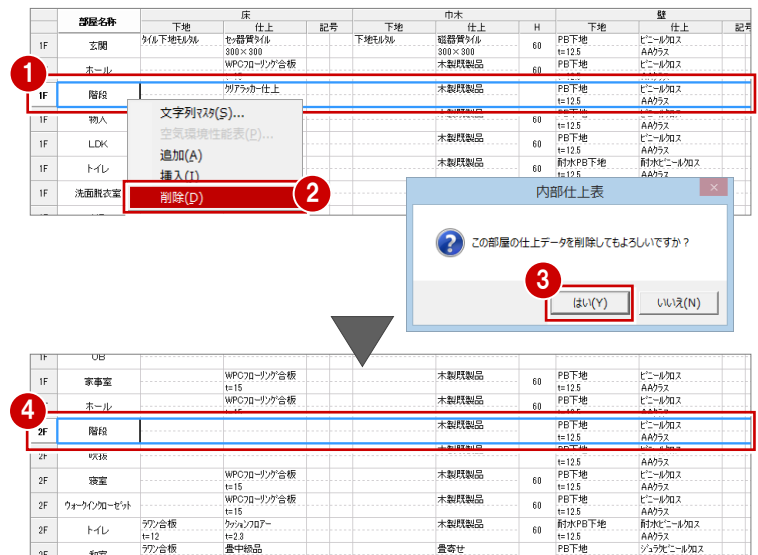 部屋名称 床 巾木 壁
下地 仕上 記号 下地 仕上 H 下地 仕上 記号
1F 玄関 タイル下地モルタル セッ器質タイル 下地モルタル 磁器質タイル 60 PB下地 ビニールクロス
300×300 300×300 t=12.5 AAクラス
ホール WPCフローリング合板 木製既製品 60 PB下地 ビニールクロス
1
1F 階段 クリアラッカー仕上 木製既製品 PB下地 ビニールクロス
t=12.5 AAクラス
1F 物入 60 t=12.5 AAクラス
1F LDK 木製既製品 60 PB下地 ビニールクロス
t=12.5 AAクラス
1F トイレ 木製既製品 60 耐水PB下地 耐水ビニールクロス
t=12.5 AAクラス
1F 洗面脱衣室
文字列マスタ(S)...
空気環境性能表(P)...
追加(A)
挿入(I)
削除(D)
2
内部仕上表
この部屋の仕上データを削除してもよろしいですか？
3
はい(Y) いいえ(N)
1F UB
1F 家事室 WPCフローリング合板 木製既製品 60 PB下地 ビニールクロス
t=15 t=12.5 AAクラス
ホール WPCフローリング合板 木製既製品 60 PB下地 ビニールクロス
4
2F 階段 木製既製品 PB下地 ビニールクロス
t=12.5 AAクラス
2F 吹抜 木製既製品 PB下地 ビニールクロス
t=12.5 AAクラス
2F 寝室 WPCフローリング合板 木製既製品 60 PB下地 ビニールクロス
t=15 t=12.5 AAクラス
2F ウォークインクローゼット WPCフローリング合板 木製既製品 60 PB下地 ビニールクロス
t=15 t=12.5 AAクラス
2F トイレ ラワン合板 クッションフロアー 木製既製品 60 耐水PB下地 耐水ビニールクロス
t=12 t=2.3 t=12.5 AAクラス
2F 和室 ラワン合板 畳中級品 畳寄せ PB下地 ジュラクビニールクロス